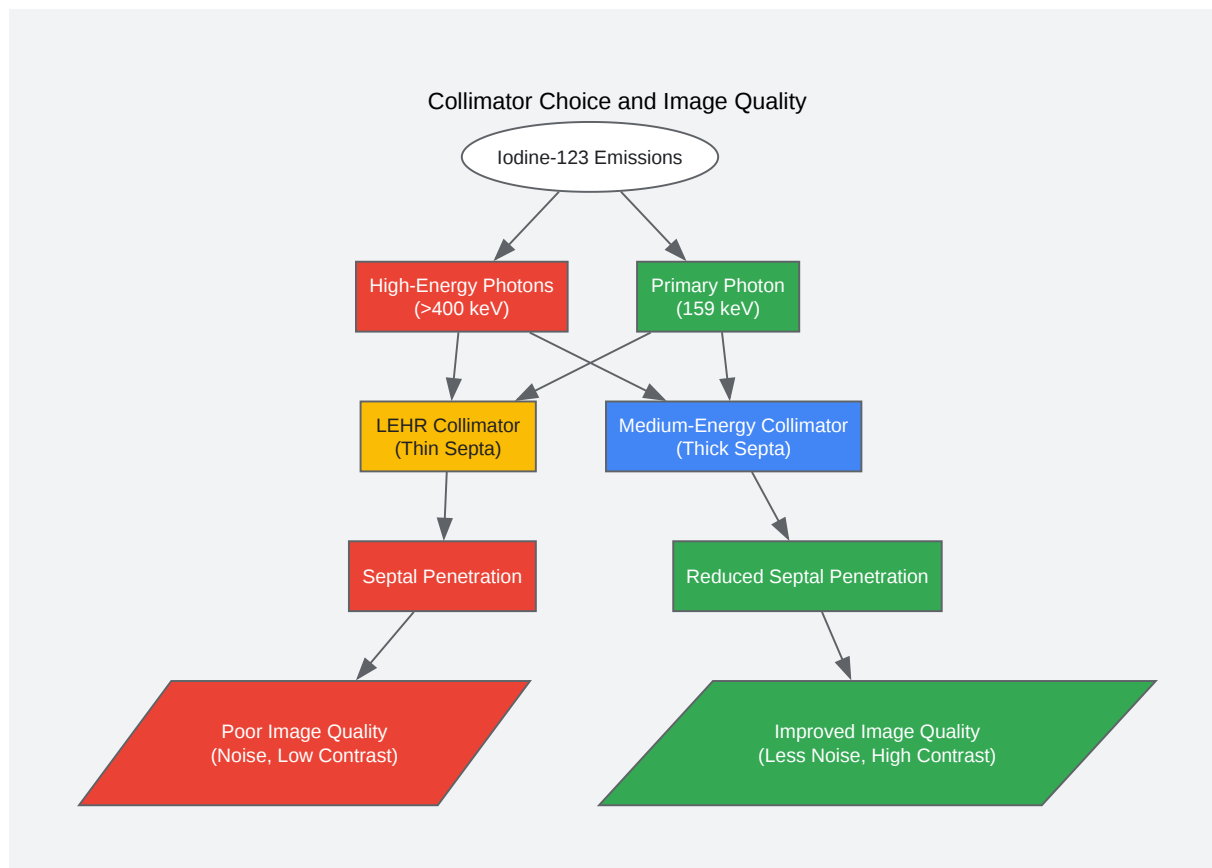 Collimator Choice and Image Quality
Iodine-123 Emissions
High-Energy Photons
(>400 keV)
Primary Photon
(159 keV)
LEHR Collimator
(Thin Septa)
Medium-Energy Collimator
(Thick Septa)
Septal Penetration
Reduced Septal Penetration
Poor Image Quality
(Noise, Low Contrast)
Improved Image Quality
(Less Noise, High Contrast)